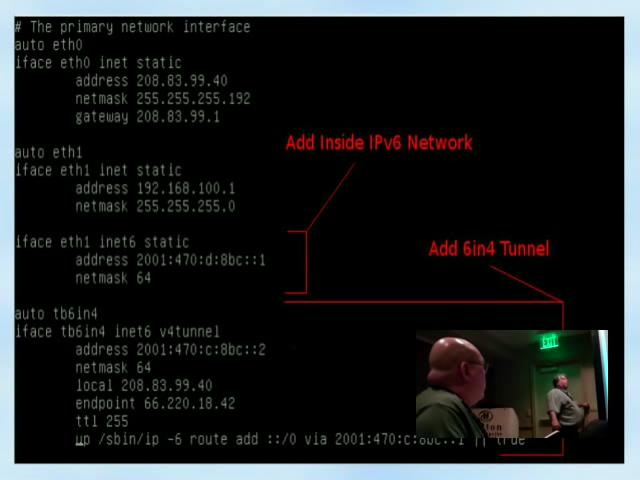 # The primary network interface
auto eth0
iface eth0 inet static
address 208.83.99.40
netmask 255.255.255.192
gateway 208.83.99.1
Add Inside IPv6 Network
auto eth1
iface eth1 inet static
address 192.168.100.1
netmask 255.255.255.0
iface eth1 inet6 static
address 2001:470:d:8bc::1
netmask 64
Add 6in4 Tunnel
auto tb6in4
iface tb6in4 inet6 v4tunnel
address 2001:470:c:8bc::2
netmask 64
local 208.83.99.40
endpoint 66.220.18.42
ttl 255
up /sbin/ip -6 route add ::/0 via 2001:470:c:8bc::1 || true
EXIT